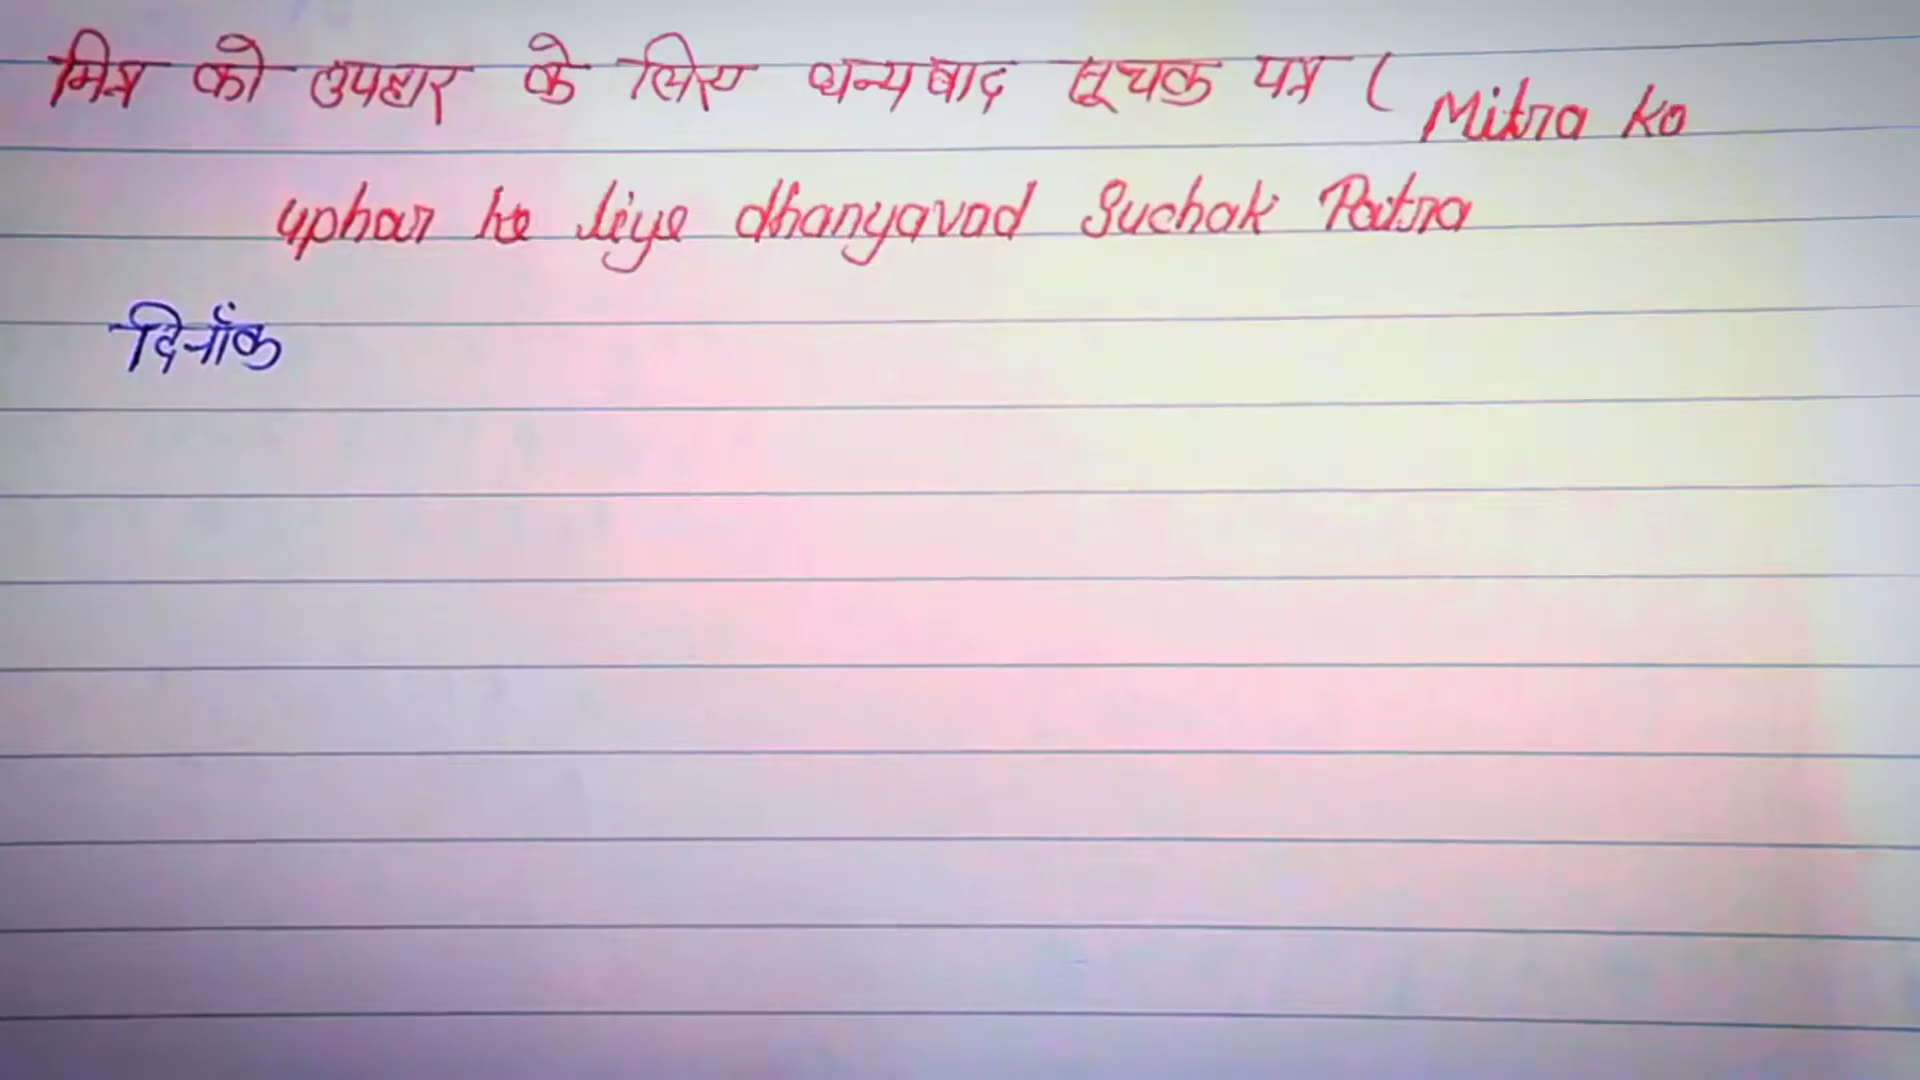 मित्र को उपहार के लिए धन्यबाद सूचक पत्र ( Mitra ko
uphar ke liye dhanyavad Suchak Patra
दिनाँक